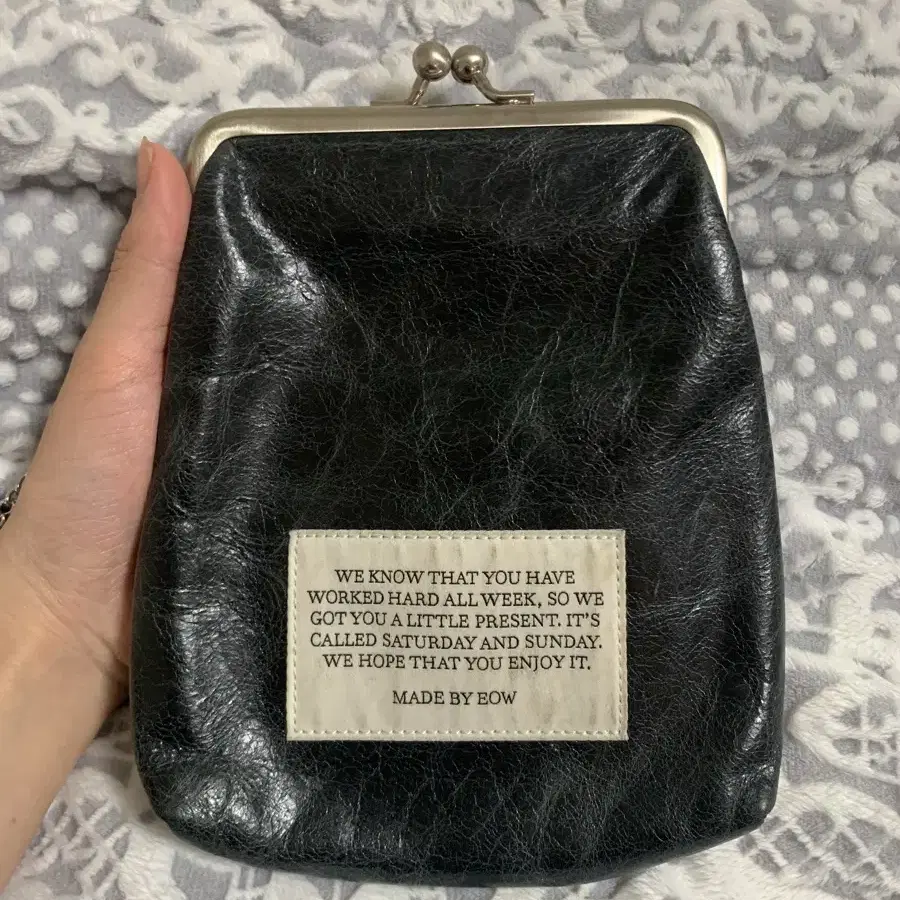 WE KNOW THAT YOU HAVE
WORKED HARD ALL WEEK, SO WE
GOT YOU A LITTLE PRESENT. IT'S
CALLED SATURDAY AND SUNDAY.
WE HOPE THAT YOU ENJOY IT.
MADE BY EOW